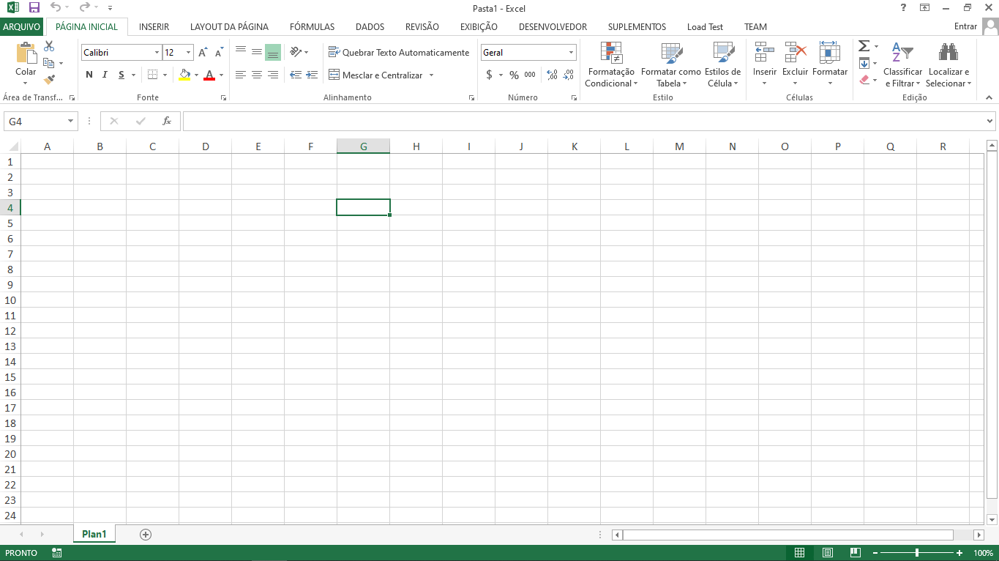 Pasta1 - Excel
ARQUIVO PÁGINA INICIAL INSERIR LAYOUT DA PÁGINA FÓRMULAS DADOS REVISÃO EXIBIÇÃO DESENVOLVEDOR SUPLEMENTOS Load Test TEAM Entrar
Colar
Calibri 12
N I S
Quebrar Texto Automaticamente
Mesclar e Centralizar
Geral
$ % 000
Formatação Condicional
Formatar como Tabela
Estilos de Célula
Inserir Excluir Formatar
Classificar e Filtrar
Localizar e Selecionar
Área de Transf... Fonte Alinhamento Número Estilo Células Edição
G4 fx
A B C D E F G H I J K L M N O P Q R
1
2
3
4
5
6
7
8
9
10
11
12
13
14
15
16
17
18
19
20
21
22
23
24
Plan1
PRONTO 100%